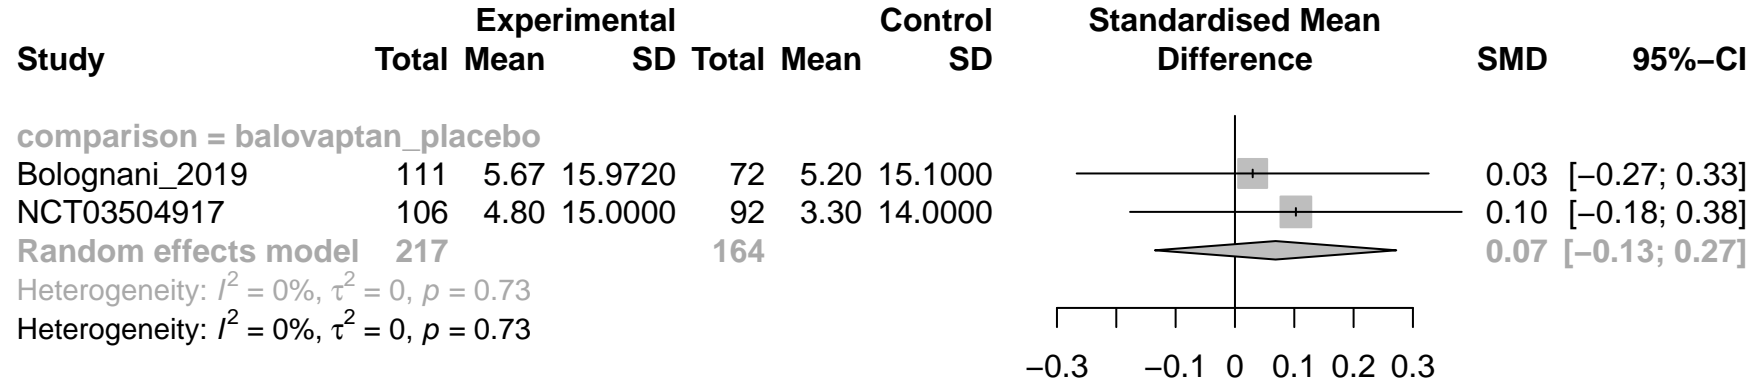 Experimental Control Standardised Mean
Study Total Mean SD Total Mean SD Difference SMD 95%−CI
comparison = balovaptan_placebo
Bolognani_2019 111 5.67 15.9720 72 5.20 15.1000 0.03 [−0.27; 0.33]
NCT03504917 106 4.80 15.0000 92 3.30 14.0000 0.10 [−0.18; 0.38]
Random effects model 217 164 0.07 [−0.13; 0.27]
Heterogeneity: I² = 0%, τ² = 0, p = 0.73
Heterogeneity: I² = 0%, τ² = 0, p = 0.73
−0.3 −0.1 0 0.1 0.2 0.3